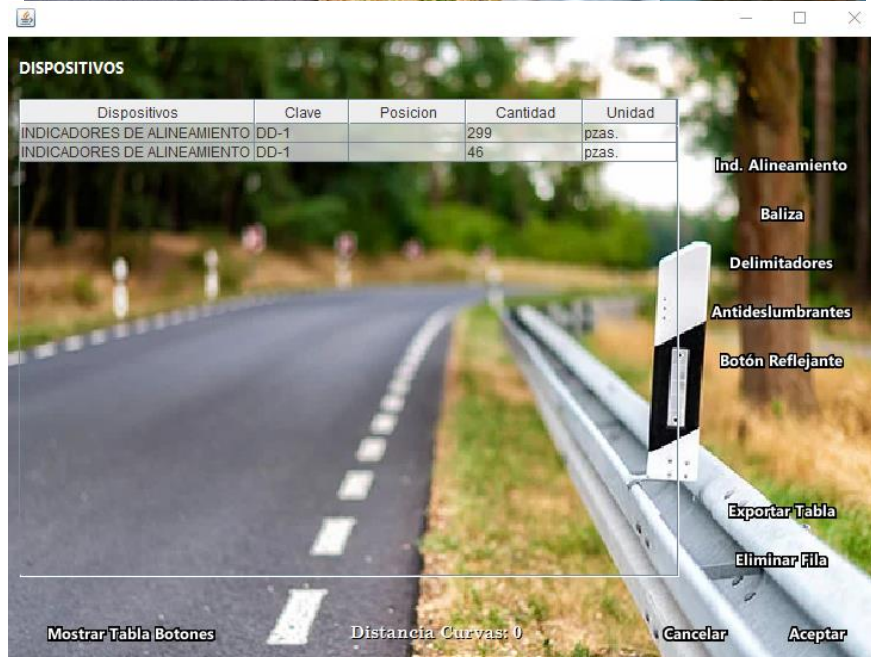 DISPOSITIVOS
Dispositivos Clave Posicion Cantidad Unidad
INDICADORES DE ALINEAMIENTO DD-1 299 pzas.
INDICADORES DE ALINEAMIENTO DD-1 46 pzas.
Ind. Alineamiento
Baliza
Delimitadores
Antideslumbrantes
Botón Reflejante
Exportar Tabla
Eliminar Fila
Mostrar Tabla Botones Distancia Curvas: 0 Cancelar Aceptar